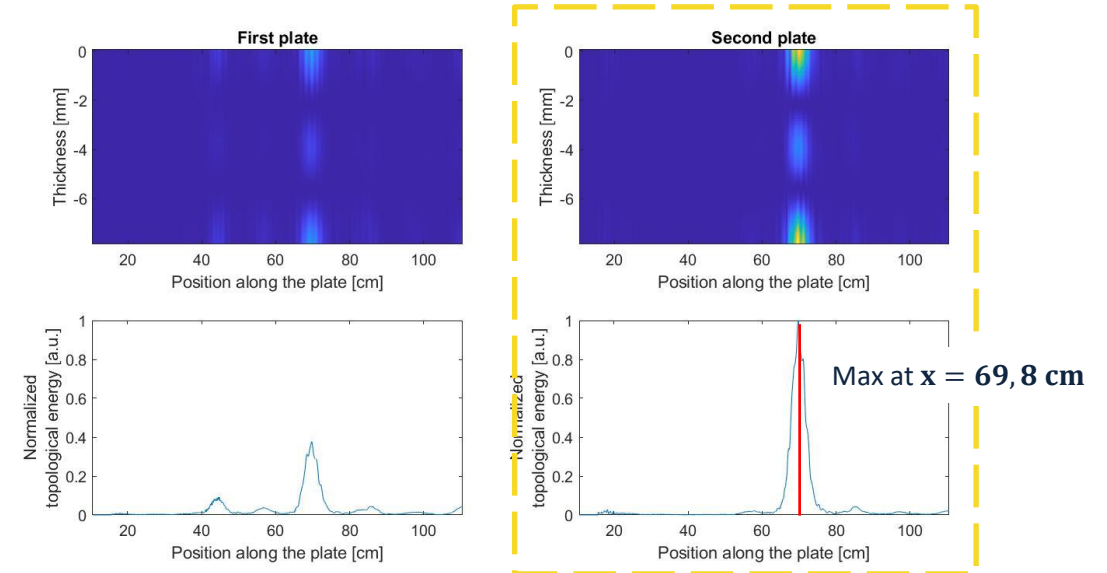 First plate
0
-2
-4
-6
Thickness [mm]
20 40 60 80 100
Position along the plate [cm]
Second plate
0
-2
-4
-6
Thickness [mm]
20 40 60 80 100
Position along the plate [cm]
1
0.8
0.6
0.4
0.2
0
Normalized
topological energy [a.u.]
20 40 60 80 100
Position along the plate [cm]
1
0.8
0.6
0.4
0.2
0
Normalized
topological energy [a.u.]
20 40 60 80 100
Position along the plate [cm]
Max at x = 69,8 cm